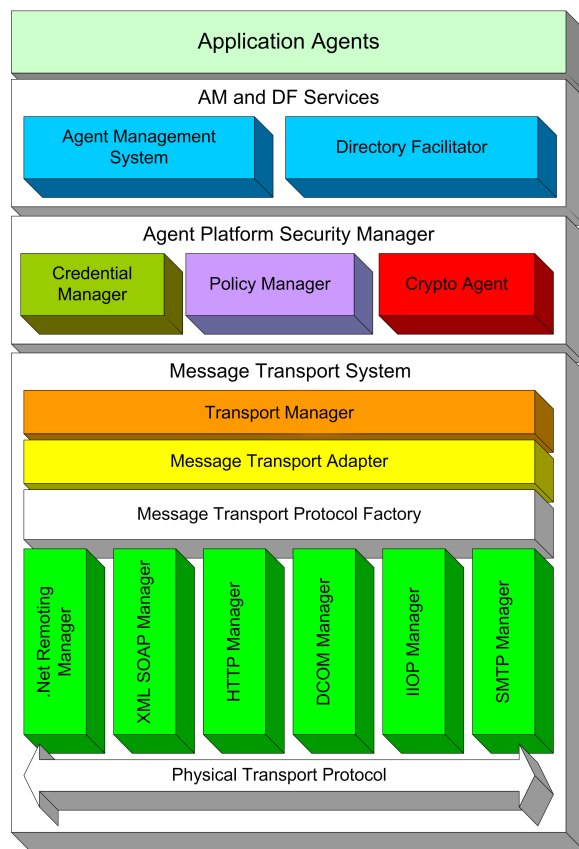 Application Agents
AM and DF Services
Agent Management
System
Directory Facilitator
Agent Platform Security Manager
Credential
Manager
Policy Manager
Crypto Agent
Message Transport System
Transport Manager
Message Transport Adapter
Message Transport Protocol Factory
.Net Remoting
Manager
XML SOAP Manager
HTTP Manager
DCOM Manager
IIOP Manager
SMTP Manager
Physical Transport Protocol